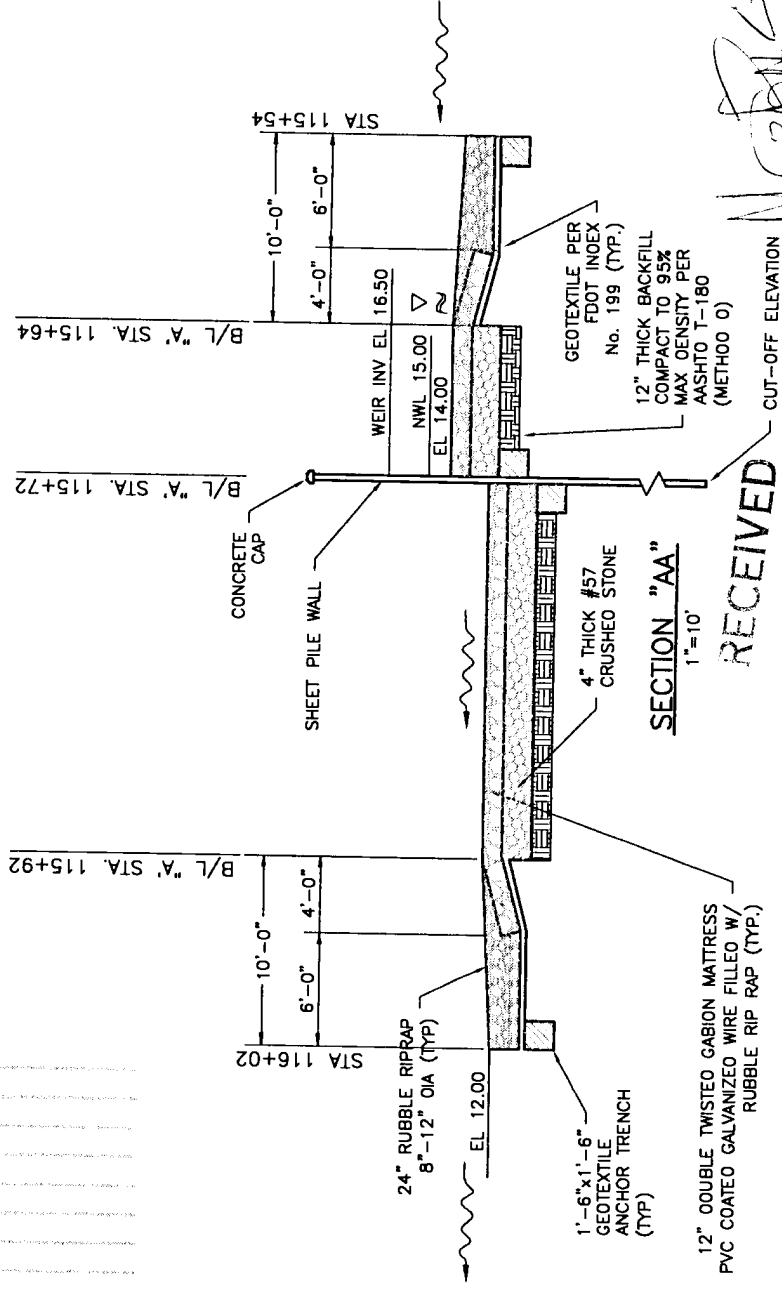 STA 115+54
10'-0"
6'-0"
4'-0"
B/L "A" STA. 115+64
WEIR INV EL 16.50
NWL 15.00
EL 14.00
GEOTEXTILE PER
FDOT INDEX
No. 199 (TYP.)
12" THICK BACKFILL
COMPACT TO 95%
MAX DENSITY PER
AASHTO T-180
(METHOD D)
CUT-OFF ELEVATION
B/L "A" STA. 115+72
CONCRETE
CAP
SHEET PILE WALL
4" THICK #57
CRUSHED STONE
SECTION "AA"
1"=10'
RECEIVED
B/L "A" STA. 115+92
10'-0"
4'-0"
6'-0"
STA 116+02
24" RUBBLE RIPRAP
8"-12" DIA (TYP)
EL 12.00
1'-6"x1'-6"
GEOTEXTILE
ANCHOR TRENCH
(TYP)
12" DOUBLE TWISTED GABION MATTRESS
PVC COATED GALVANIZED WIRE FILLED W/
RUBBLE RIP RAP (TYP.)